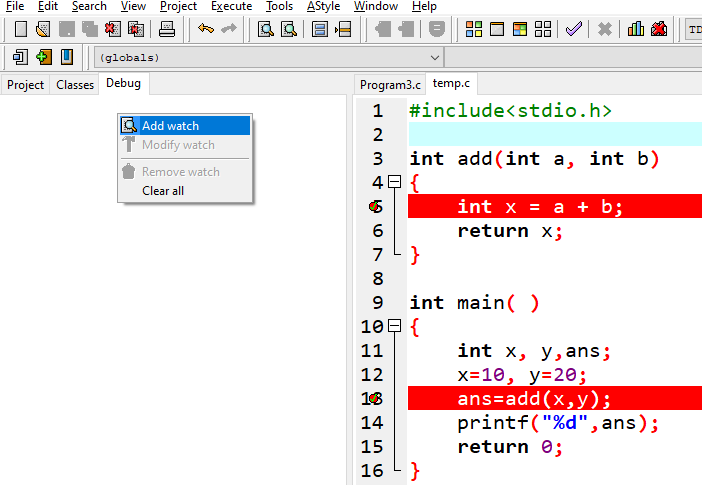 File Edit Search View Project Execute Tools AStyle Window Help
TD
(globals)
Project Classes Debug
Program3.c temp.c
Add watch
Modify watch
Remove watch
Clear all
1 #include<stdio.h>
2
3 int add(int a, int b)
4 {
5 int x = a + b;
6 return x;
7 }
8
9 int main( )
10 {
11 int x, y,ans;
12 x=10, y=20;
13 ans=add(x,y);
14 printf("%d",ans);
15 return 0;
16 }